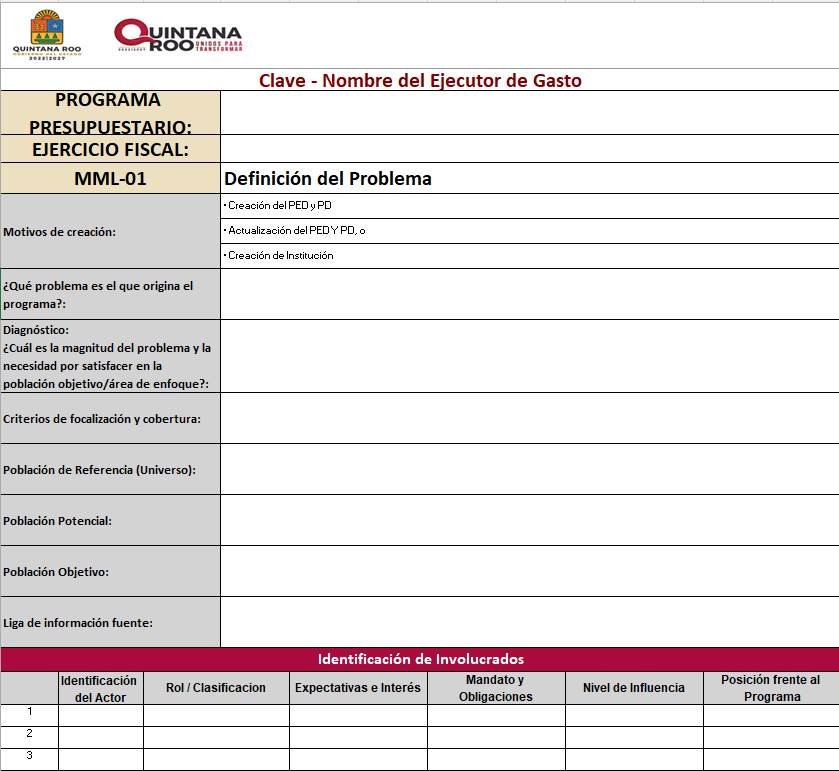 QUINTANA ROO
GOBIERNO DEL ESTADO
2022|2027
QUINTANA
ROO UNIDOS PARA
2022|2027 TRANSFORMAR
Clave - Nombre del Ejecutor de Gasto
PROGRAMA
PRESUPUESTARIO:
EJERCICIO FISCAL:
MML-01 Definición del Problema
Motivos de creación:
• Creación del PED y PD
• Actualización del PED Y PD, o
• Creación de Institución
¿Qué problema es el que origina el
programa?:
Diagnóstico:
¿Cuál es la magnitud del problema y la
necesidad por satisfacer en la
población objetivo/área de enfoque?:
Criterios de focalización y cobertura:
Población de Referencia (Universo):
Población Potencial:
Población Objetivo:
Liga de información fuente:
Identificación de Involucrados
Identificación
del Actor
Rol / Clasificacion
Expectativas e Interés
Mandato y
Obligaciones
Nivel de Influencia
Posición frente al
Programa
1
2
3